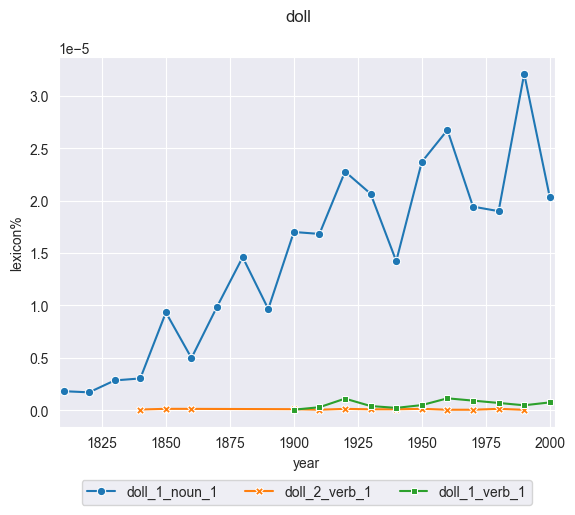 doll
1e−5
3.0
2.5
2.0
1.5
1.0
0.5
0.0
lexicon%
1825 1850 1875 1900 1925 1950 1975 2000
year
doll_1_noun_1 doll_2_verb_1 doll_1_verb_1